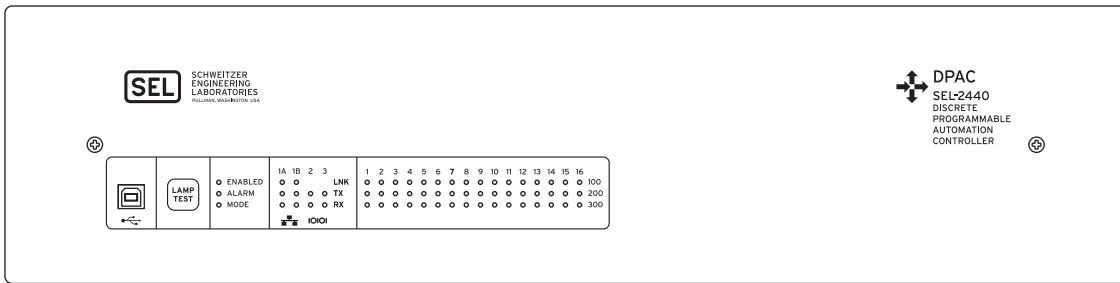 SEL
SCHWEITZER
ENGINEERING
LABORATORIES
PULLMAN, WASHINGTON USA
DPAC
SEL-2440
DISCRETE
PROGRAMMABLE
AUTOMATION
CONTROLLER
LAMP
TEST
ENABLED
ALARM
MODE
1A 1B 2 3
LNK
TX
RX
1 2 3 4 5 6 7 8 9 10 11 12 13 14 15 16
100
200
300